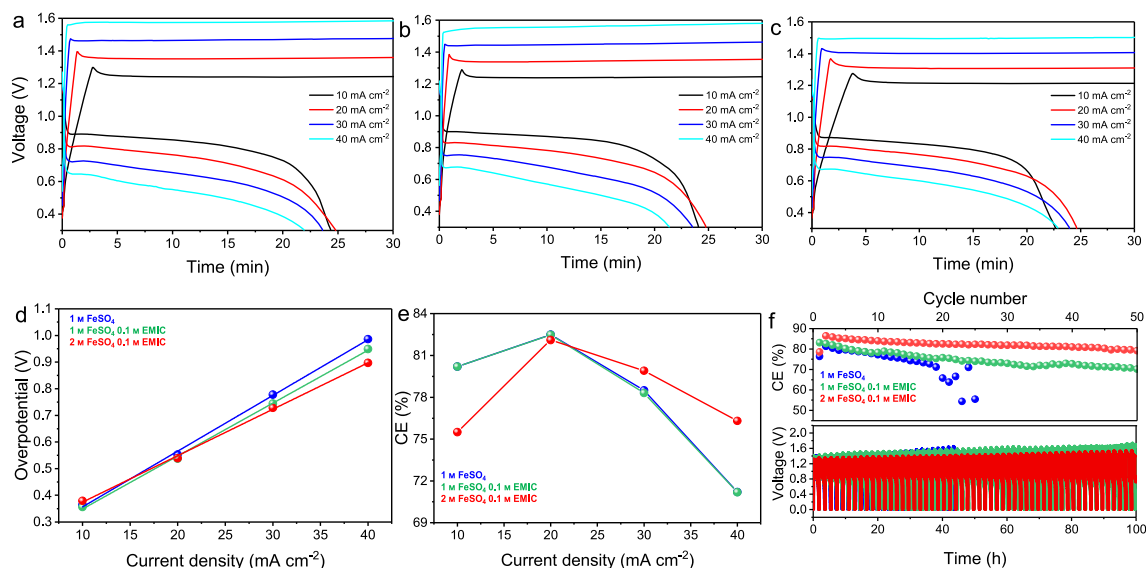 a
1.6
1.4
1.2
1.0
0.8
0.6
0.4
Voltage (V)
10 mA cm⁻²
20 mA cm⁻²
30 mA cm⁻²
40 mA cm⁻²
0 5 10 15 20 25 30
Time (min)
b
1.6
1.4
1.2
1.0
0.8
0.6
0.4
10 mA cm⁻²
20 mA cm⁻²
30 mA cm⁻²
40 mA cm⁻²
0 5 10 15 20 25 30
Time (min)
c
1.6
1.4
1.2
1.0
0.8
0.6
0.4
10 mA cm⁻²
20 mA cm⁻²
30 mA cm⁻²
40 mA cm⁻²
0 5 10 15 20 25 30
Time (min)
d
1.0
0.9
0.8
0.7
0.6
0.5
0.4
0.3
Overpotential (V)
1 M FeSO₄
1 M FeSO₄ 0.1 M EMIC
2 M FeSO₄ 0.1 M EMIC
10 20 30 40
Current density (mA cm⁻²)
e
83
79
75
72
69
CE (%)
1 M FeSO₄
1 M FeSO₄ 0.1 M EMIC
2 M FeSO₄ 0.1 M EMIC
10 15 20 25 30 35 40
Current density (mA cm⁻²)
f
Cycle number
0 10 20 30 40 50
90
80
70
60
50
CE (%)
1 M FeSO₄
1 M FeSO₄ 0.1 M EMIC
2 M FeSO₄ 0.1 M EMIC
2.0
1.6
1.2
0.8
0.4
0.0
Voltage (V)
0 20 40 60 80 100
Time (h)